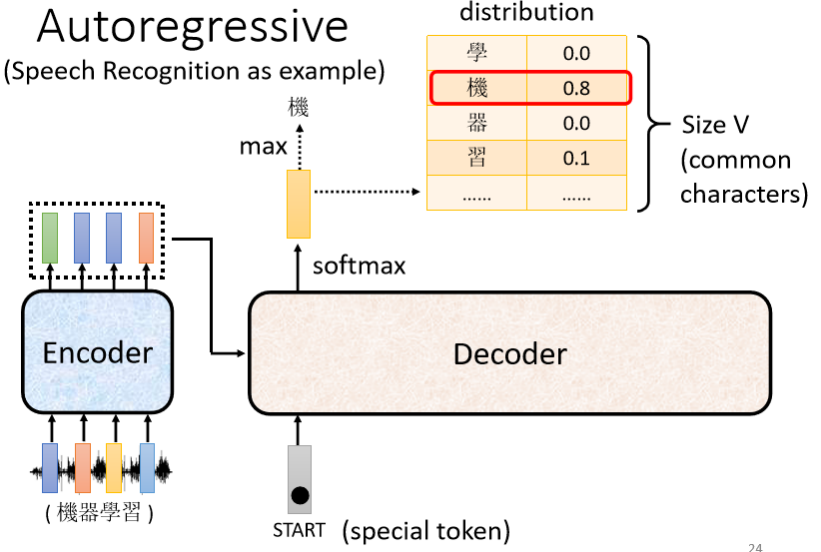 Autoregressive
(Speech Recognition as example)
distribution
學 0.0
機 0.8
器 0.0
習 0.1
…… ……
Size V
(common
characters)
機
max
softmax
Encoder
Decoder
( 機器學習 )
START (special token)
24